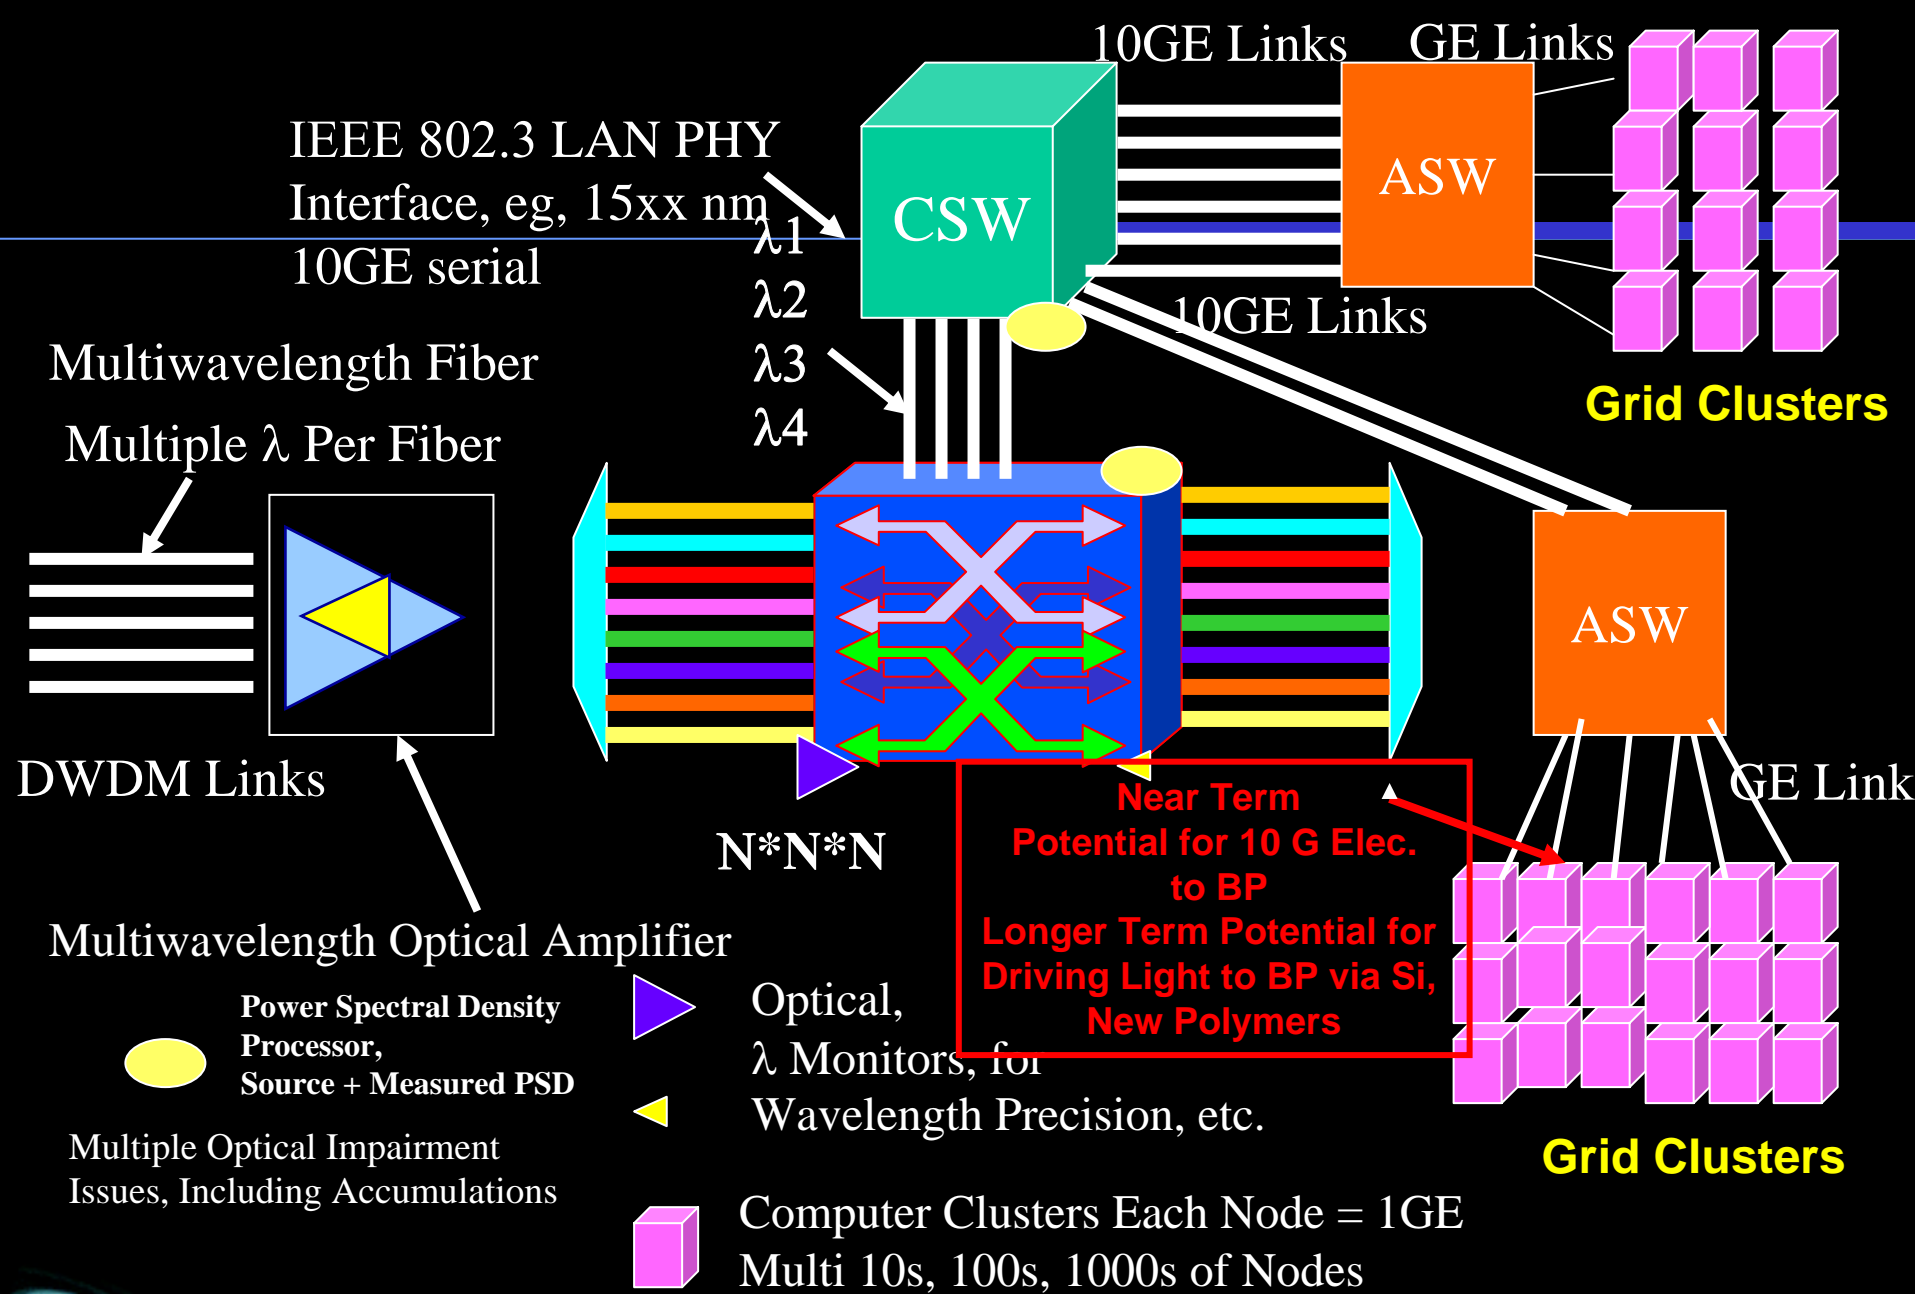 10GE Links
GE Links
IEEE 802.3 LAN PHY
Interface, eg, 15xx nm
10GE serial
CSW
ASW
λ1
λ2
λ3
λ4
10GE Links
Multiwavelength Fiber
Multiple λ Per Fiber
Grid Clusters
ASW
DWDM Links
GE Link
N*N*N
Near Term
Potential for 10 G Elec.
to BP
Longer Term Potential for
Driving Light to BP via Si,
New Polymers
Multiwavelength Optical Amplifier
Power Spectral Density
Processor,
Source + Measured PSD
Optical,
λ Monitors, for
Wavelength Precision, etc.
Multiple Optical Impairment
Issues, Including Accumulations
Grid Clusters
Computer Clusters Each Node = 1GE
Multi 10s, 100s, 1000s of Nodes